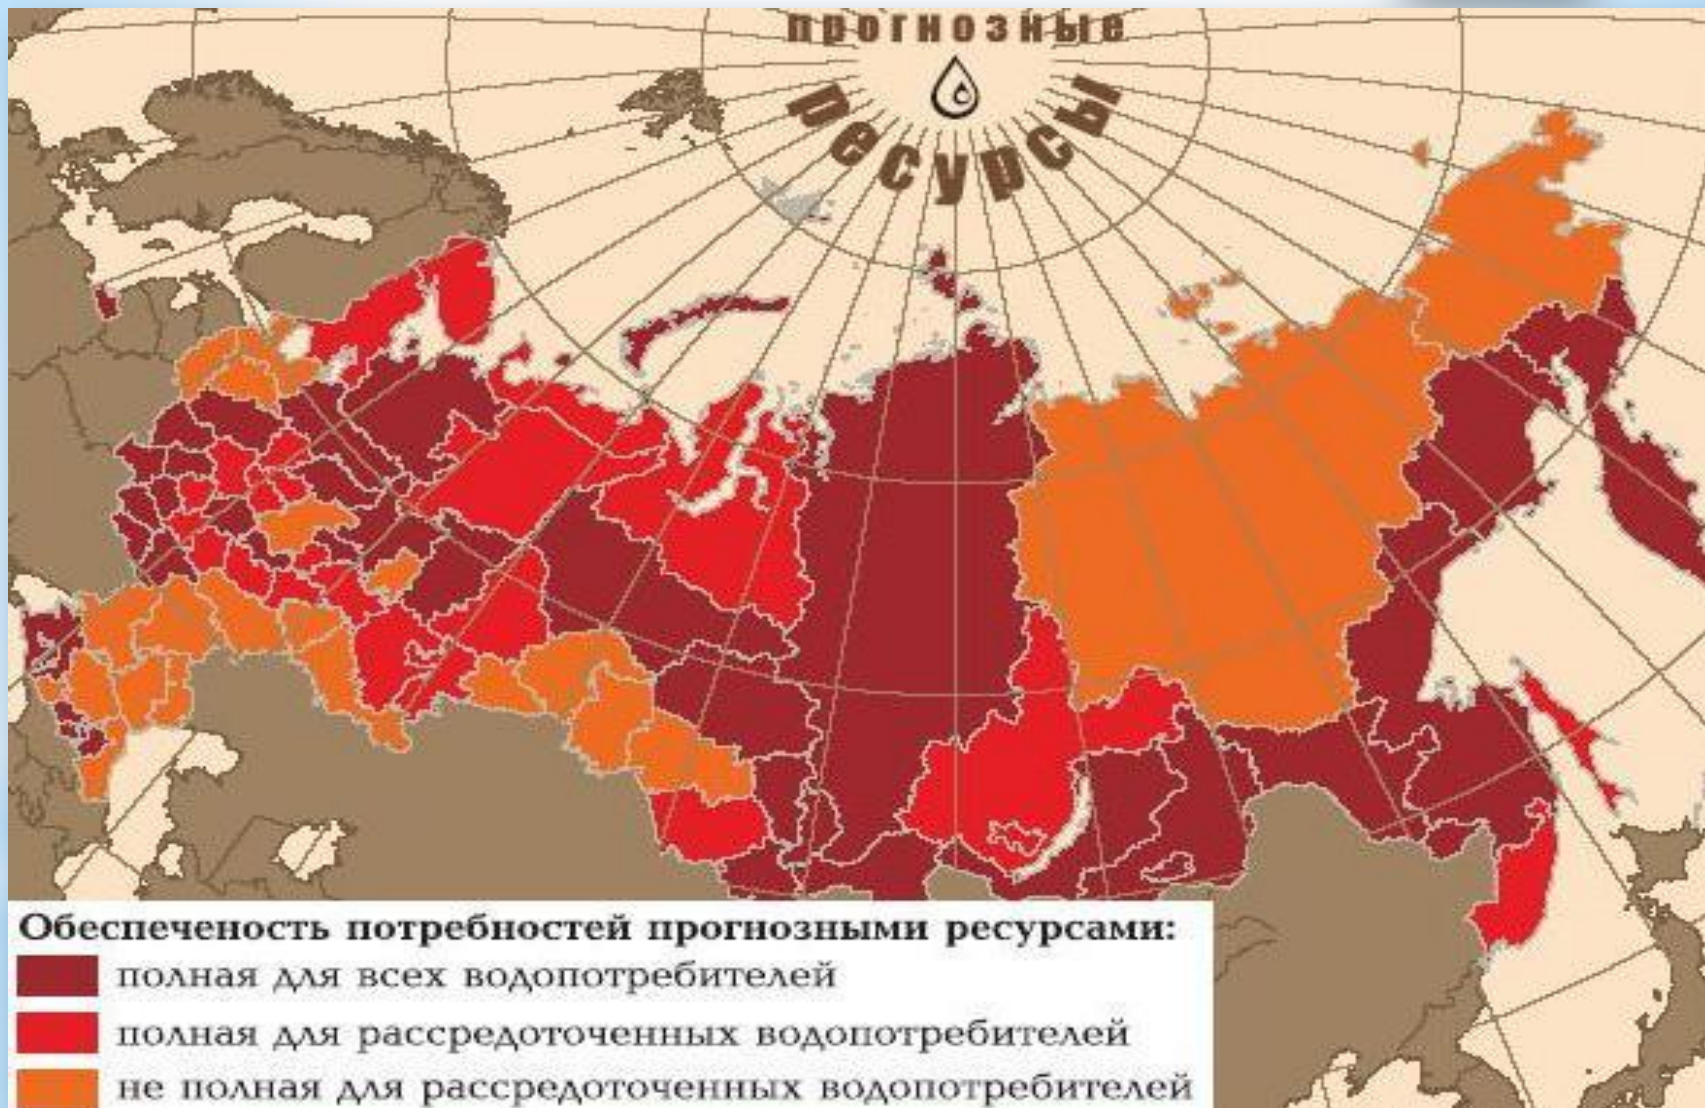 прогнозные
ресурсы
Обеспеченость потребностей прогнозными ресурсами:
полная для всех водопотребителей
полная для рассредоточенных водопотребителей
не полная для рассредоточенных водопотребителей